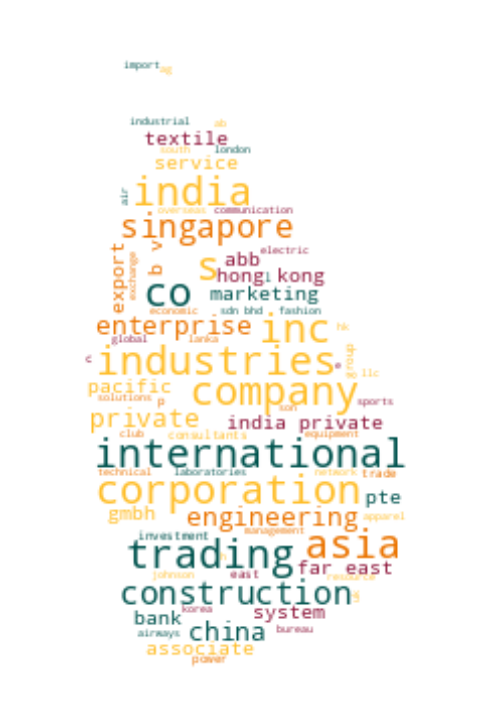 import ag
industrial ab
textile
south london
service
air india
overseas communication
singapore
b v electric
export exchange s abb
hong kong
co marketing
economic sdn bhd fashion
enterprise inc hk
global lanka
c industries e group llc
pacific company
solutions p sports
son
private india private
club consultants equipment
international
technical laboratories network trade
corporation pte
gmbh engineering apparel
management
investment
trading asia
far east
johnson east resource
construction uk
korea system
bank
airways china bureau
associate
power